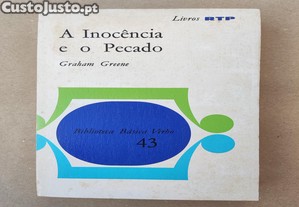 CustoJusto.pt
Livros RTP
A Inocência
e o Pecado
Graham Greene
Biblioteca Básica Verbo
43